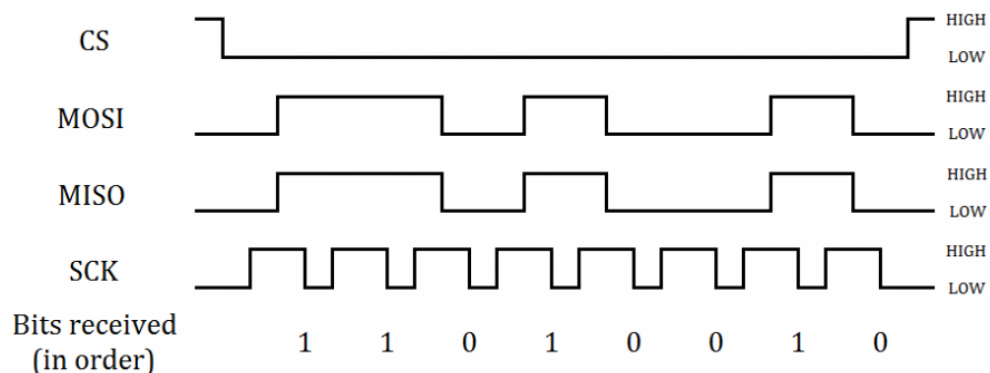 CS HIGH
LOW
MOSI HIGH
LOW
MISO HIGH
LOW
SCK HIGH
LOW
Bits received
(in order) 1 1 0 1 0 0 1 0